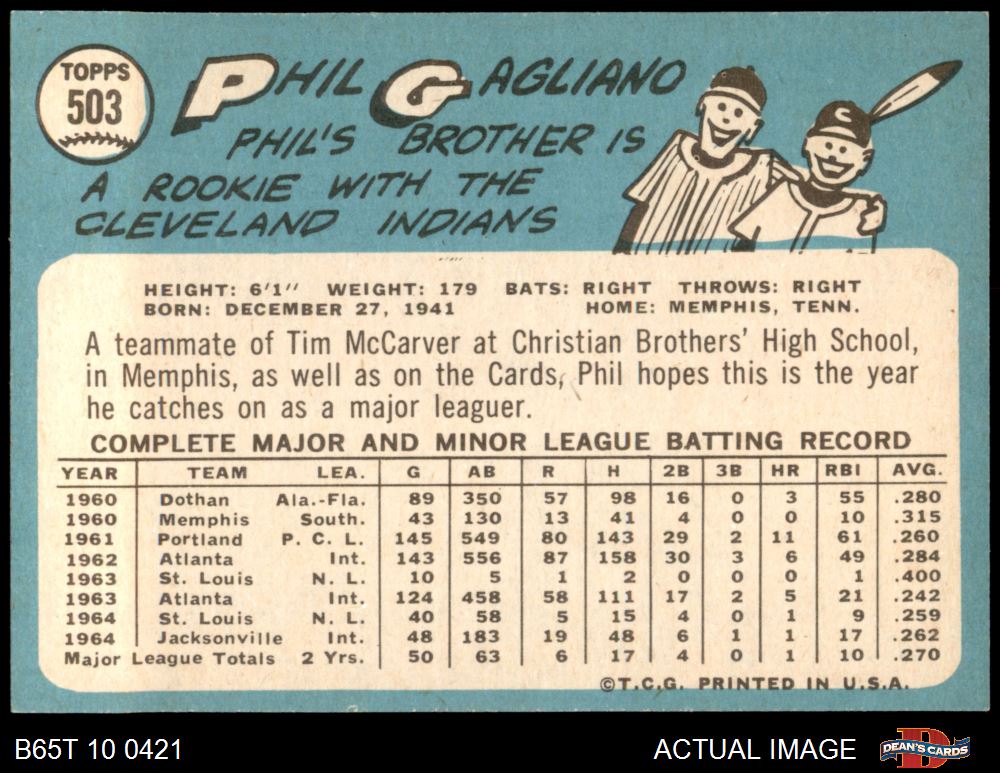 TOPPS
503
PHIL GAGLIANO
PHIL'S BROTHER IS
A ROOKIE WITH THE
CLEVELAND INDIANS
C
HEIGHT: 6'1" WEIGHT: 179 BATS: RIGHT THROWS: RIGHT
BORN: DECEMBER 27, 1941 HOME: MEMPHIS, TENN.
A teammate of Tim McCarver at Christian Brothers' High School,
in Memphis, as well as on the Cards, Phil hopes this is the year
he catches on as a major leaguer.
COMPLETE MAJOR AND MINOR LEAGUE BATTING RECORD
YEAR TEAM LEA. G AB R H 2B 3B HR RBI AVG.
1960 Dothan Ala.-Fla. 89 350 57 98 16 0 3 55 .280
1960 Memphis South. 43 130 13 41 4 0 0 10 .315
1961 Portland P. C. L. 145 549 80 143 29 2 11 61 .260
1962 Atlanta Int. 143 556 87 158 30 3 6 49 .284
1963 St. Louis N. L. 10 5 1 2 0 0 0 1 .400
1963 Atlanta Int. 124 458 58 111 17 2 5 21 .242
1964 St. Louis N. L. 40 58 5 15 4 0 1 9 .259
1964 Jacksonville Int. 48 183 19 48 6 1 1 17 .262
Major League Totals 2 Yrs. 50 63 6 17 4 0 1 10 .270
©T.C.G. PRINTED IN U.S.A.
B65T 10 0421 ACTUAL IMAGE DEAN'S CARDS